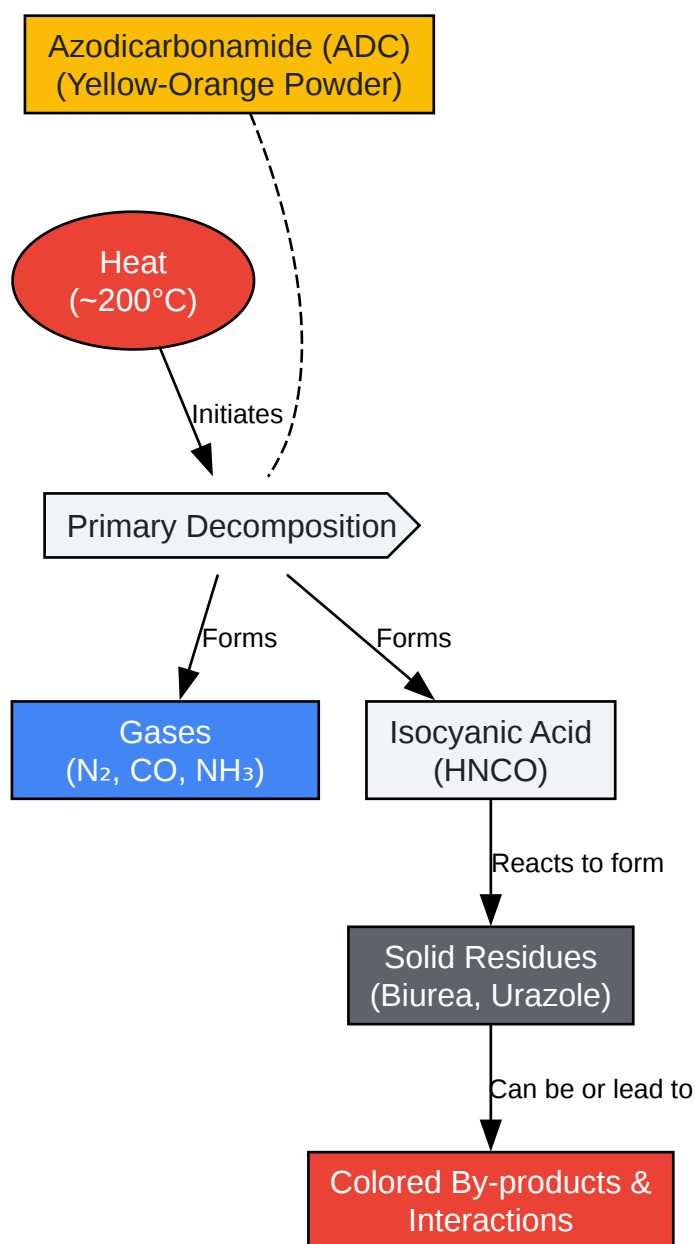 Azodicarbonamide (ADC)
(Yellow-Orange Powder)
Heat
(~200°C)
Initiates
Primary Decomposition
Forms
Forms
Gases
(N₂, CO, NH₃)
Isocyanic Acid
(HNCO)
Reacts to form
Solid Residues
(Biurea, Urazole)
Can be or lead to
Colored By-products &
Interactions